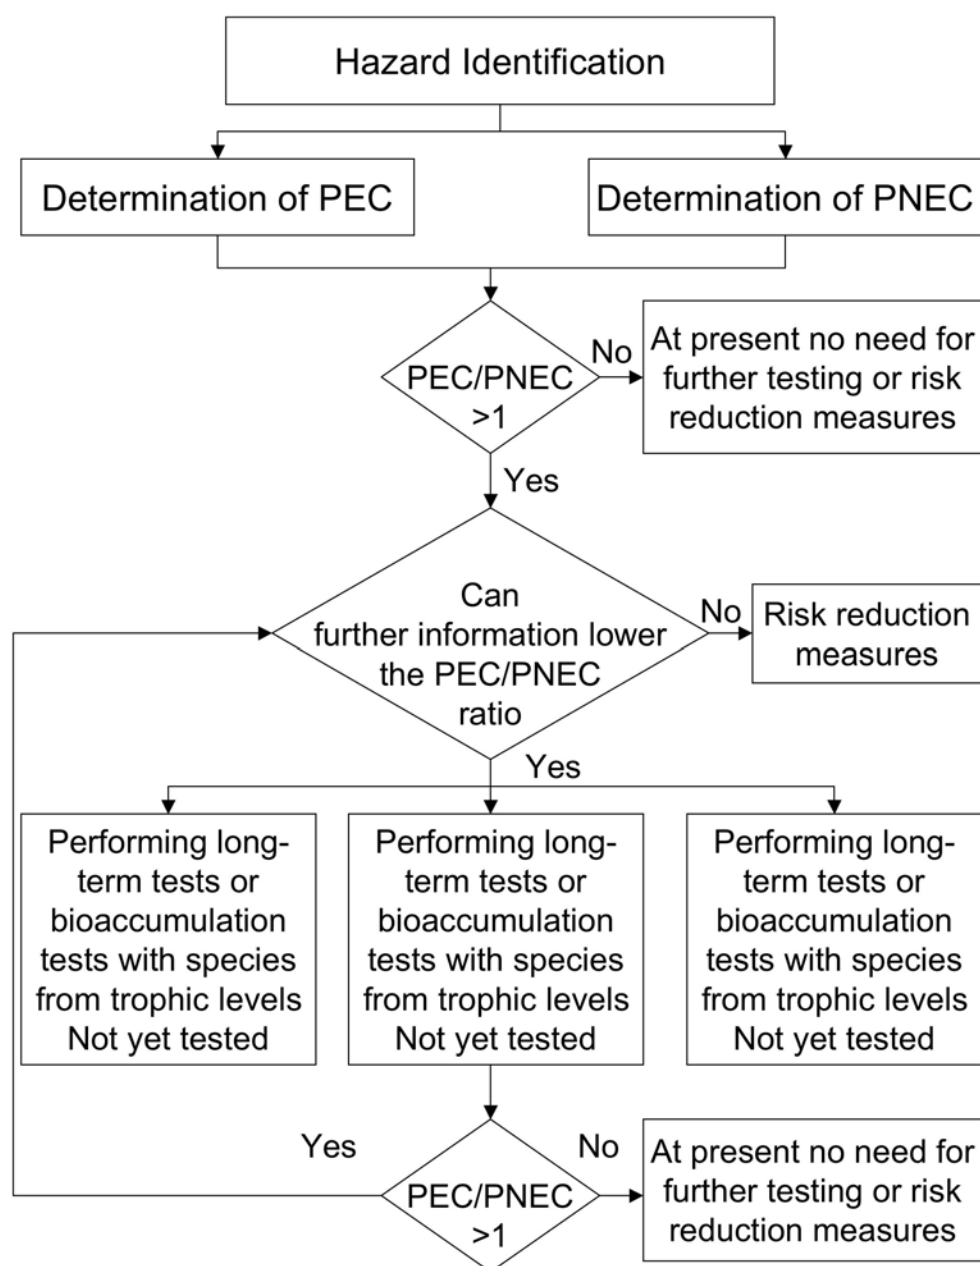 Hazard Identification
Determination of PEC
Determination of PNEC
PEC/PNEC
>1
No
At present no need for
further testing or risk
reduction measures
Yes
Can
further information lower
the PEC/PNEC
ratio
No
Risk reduction
measures
Yes
Performing long-
term tests or
bioaccumulation
tests with species
from trophic levels
Not yet tested
Performing long-
term tests or
bioaccumulation
tests with species
from trophic levels
Not yet tested
Performing long-
term tests or
bioaccumulation
tests with species
from trophic levels
Not yet tested
Yes
PEC/PNEC
>1
No
At present no need for
further testing or risk
reduction measures